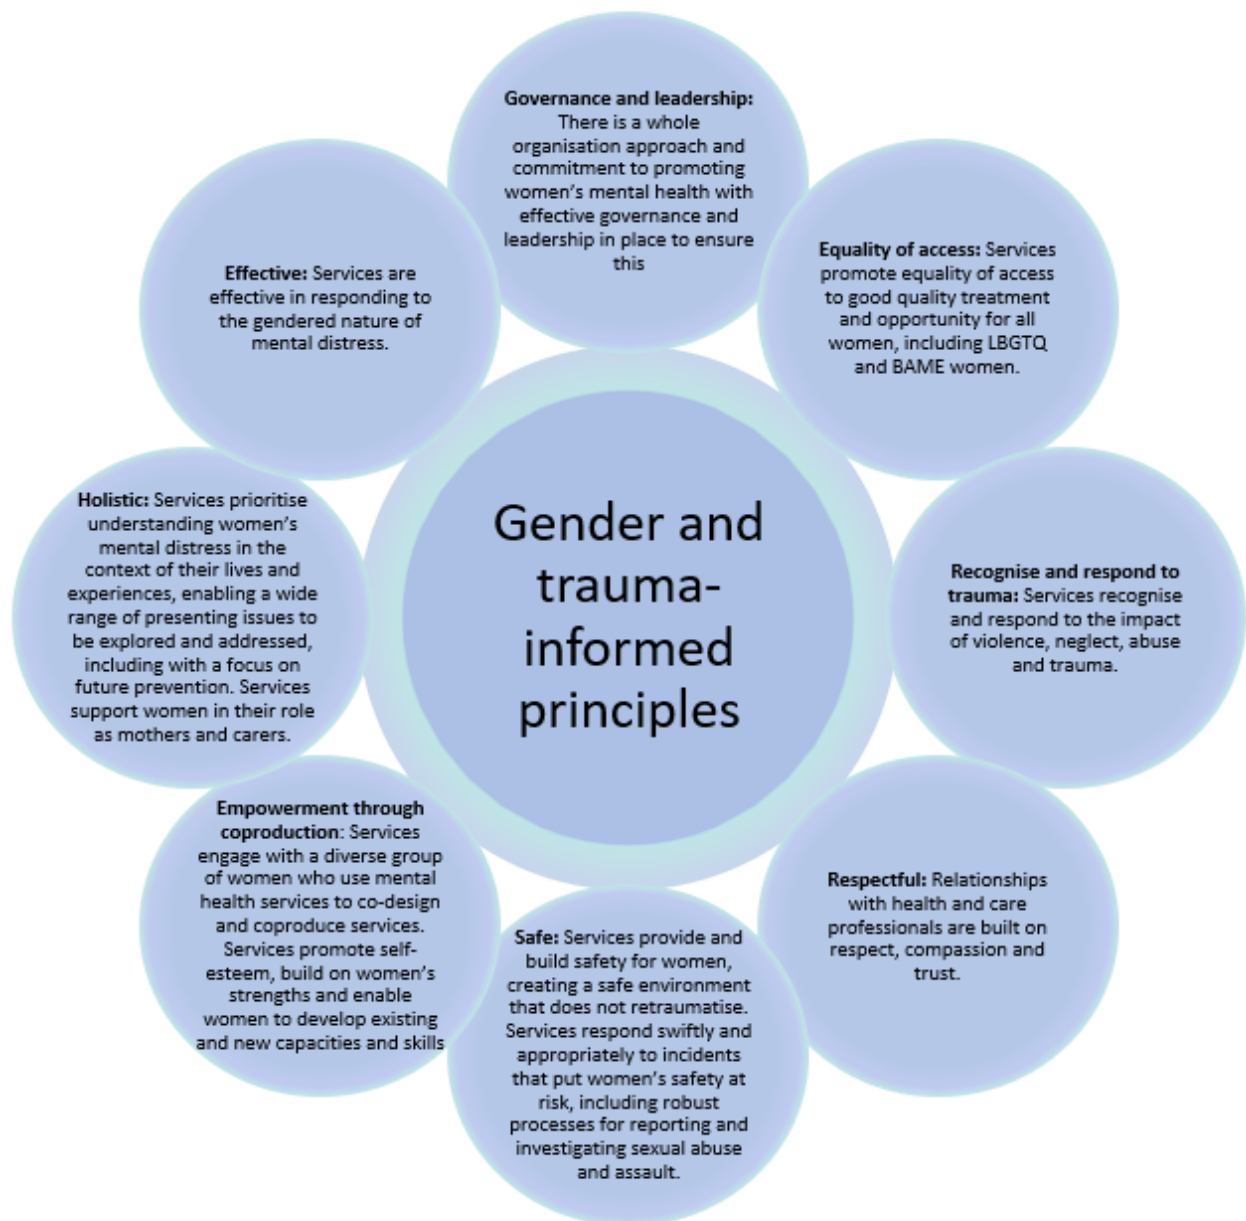 Governance and leadership:
There is a whole
organisation approach and
commitment to promoting
women's mental health with
effective governance and
leadership in place to ensure
this
Equality of access: Services
promote equality of access
to good quality treatment
and opportunity for all
women, including LBGTQ
and BAME women.
Recognise and respond to
trauma: Services recognise
and respond to the impact
of violence, neglect, abuse
and trauma.
Respectful: Relationships
with health and care
professionals are built on
respect, compassion and
trust.
Safe: Services provide and
build safety for women,
creating a safe environment
that does not retraumatise.
Services respond swiftly and
appropriately to incidents
that put women's safety at
risk, including robust
processes for reporting and
investigating sexual abuse
and assault.
Empowerment through
coproduction: Services
engage with a diverse group
of women who use mental
health services to co-design
and coproduce services.
Services promote self-
esteem, build on women's
strengths and enable
women to develop existing
and new capacities and skills
Holistic: Services prioritise
understanding women's
mental distress in the
context of their lives and
experiences, enabling a wide
range of presenting issues to
be explored and addressed,
including with a focus on
future prevention. Services
support women in their role
as mothers and carers.
Effective: Services are
effective in responding to
the gendered nature of
mental distress.
Gender and
trauma-
informed
principles